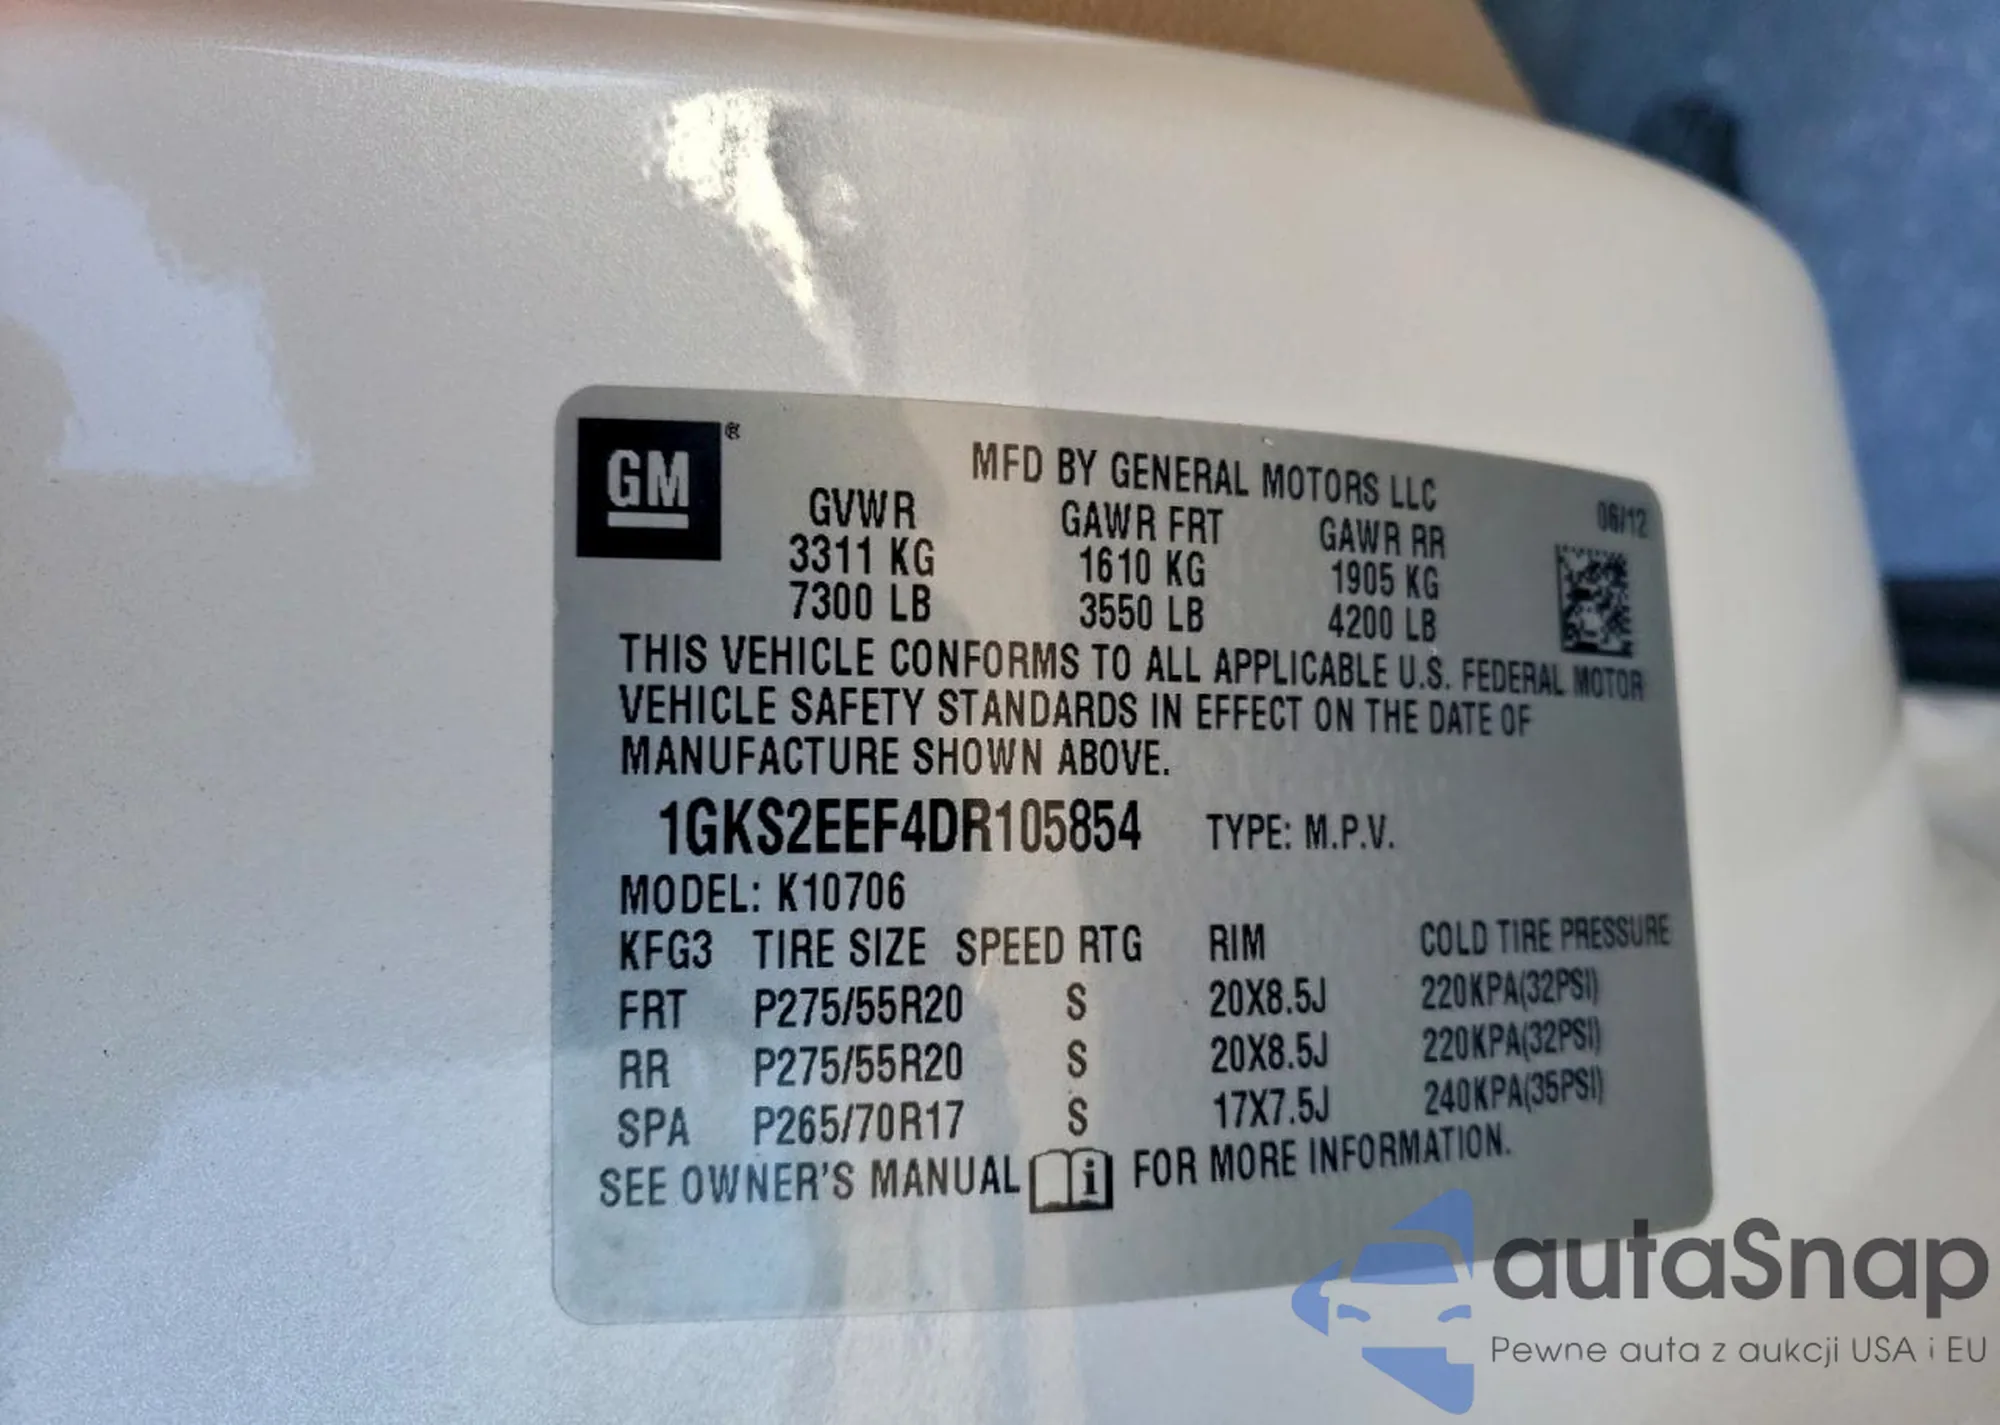 GM ®
MFD BY GENERAL MOTORS LLC
06/12
GVWR GAWR FRT GAWR RR
3311 KG 1610 KG 1905 KG
7300 LB 3550 LB 4200 LB
THIS VEHICLE CONFORMS TO ALL APPLICABLE U.S. FEDERAL MOTOR
VEHICLE SAFETY STANDARDS IN EFFECT ON THE DATE OF
MANUFACTURE SHOWN ABOVE.
1GKS2EEF4DR105854 TYPE: M.P.V.
MODEL: K10706
KFG3 TIRE SIZE SPEED RTG RIM COLD TIRE PRESSURE
FRT P275/55R20 S 20X8.5J 220KPA(32PSI)
RR P275/55R20 S 20X8.5J 220KPA(32PSI)
SPA P265/70R17 S 17X7.5J 240KPA(35PSI)
SEE OWNER'S MANUAL i FOR MORE INFORMATION.
autaSnap
Pewne auta z aukcji USA i EU